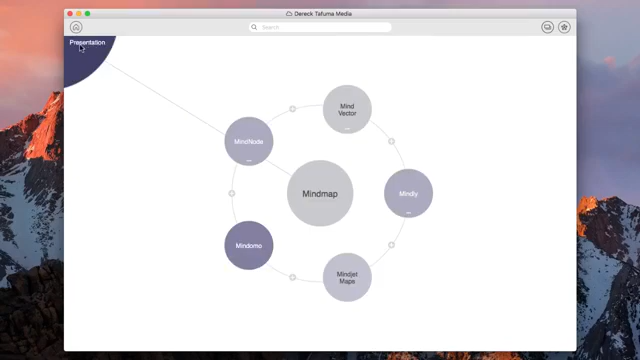 Dereck Tafuma Media
Search
Presentation
Mind
Vector
MindNode
Mindmap
Mindly
Mindomo
Mindjet
Maps